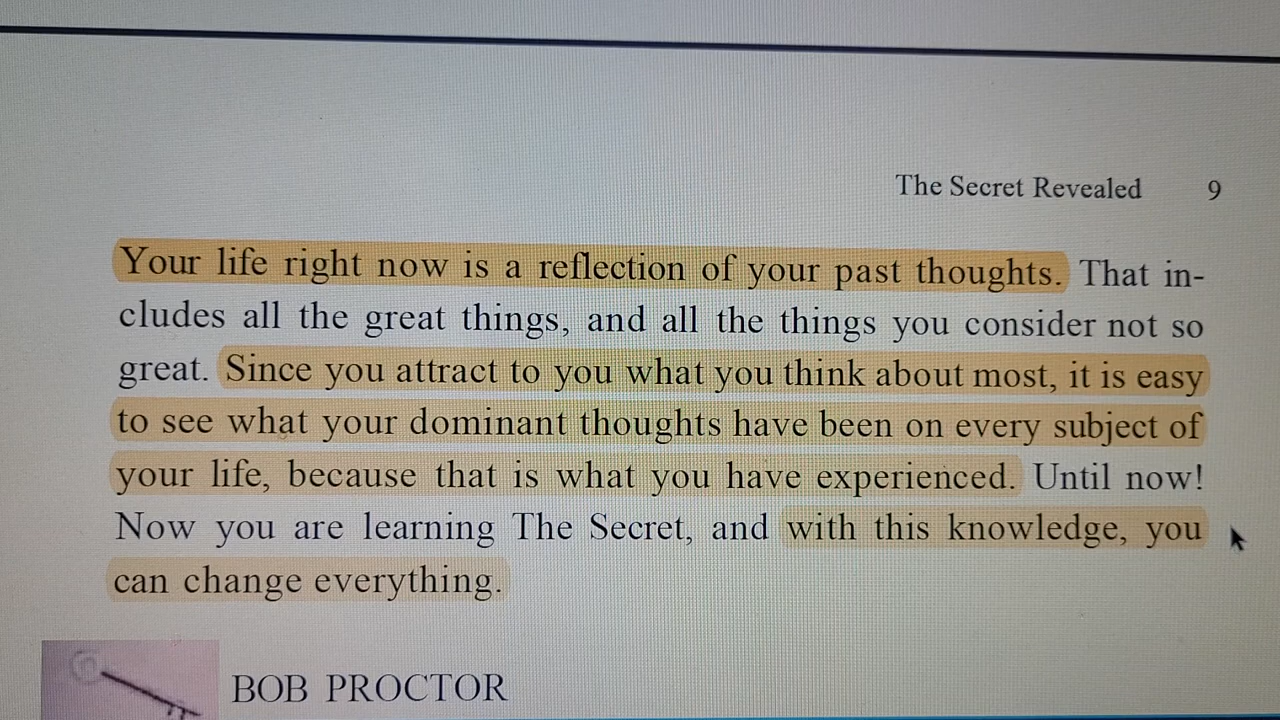 The Secret Revealed 9
Your life right now is a reflection of your past thoughts. That in-
cludes all the great things, and all the things you consider not so
great. Since you attract to you what you think about most, it is easy
to see what your dominant thoughts have been on every subject of
your life, because that is what you have experienced. Until now!
Now you are learning The Secret, and with this knowledge, you
can change everything.
BOB PROCTOR